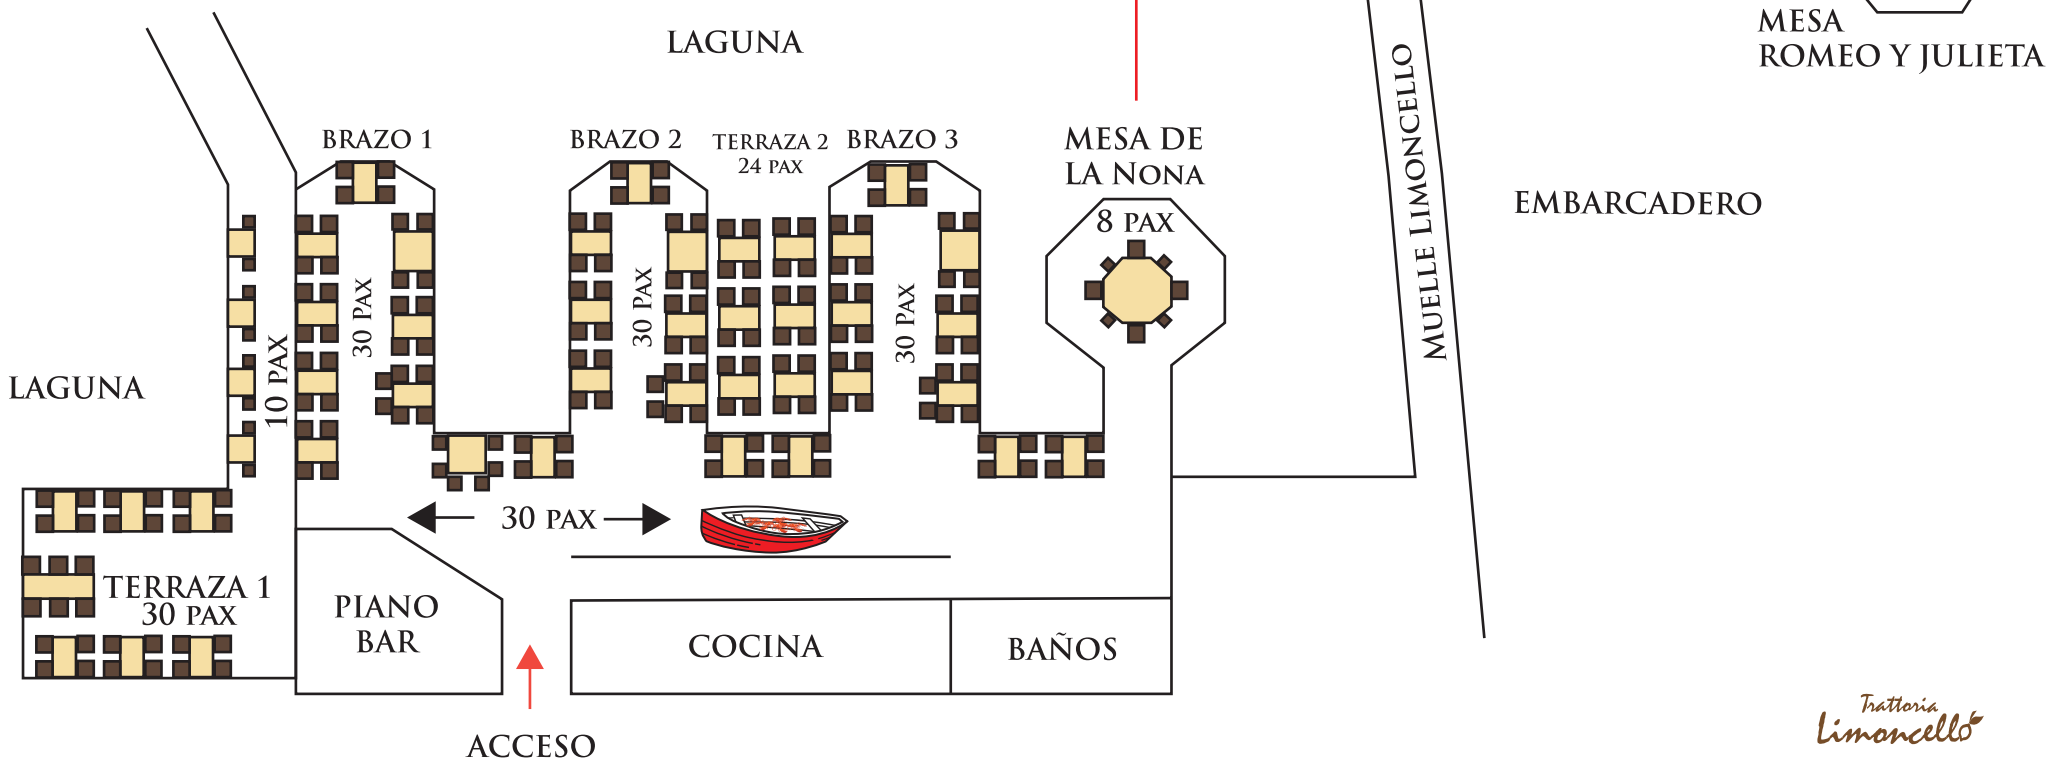 LAGUNA
MESA
ROMEO Y JULIETA
MUELLE LIMONCELLO
BRAZO 1
BRAZO 2
TERRAZA 2
24 PAX
BRAZO 3
MESA DE
LA NONA
8 PAX
EMBARCADERO
30 PAX
30 PAX
30 PAX
10 PAX
LAGUNA
30 PAX
TERRAZA 1
30 PAX
PIANO
BAR
COCINA
BAÑOS
ACCESO
Trattoria
Limoncello